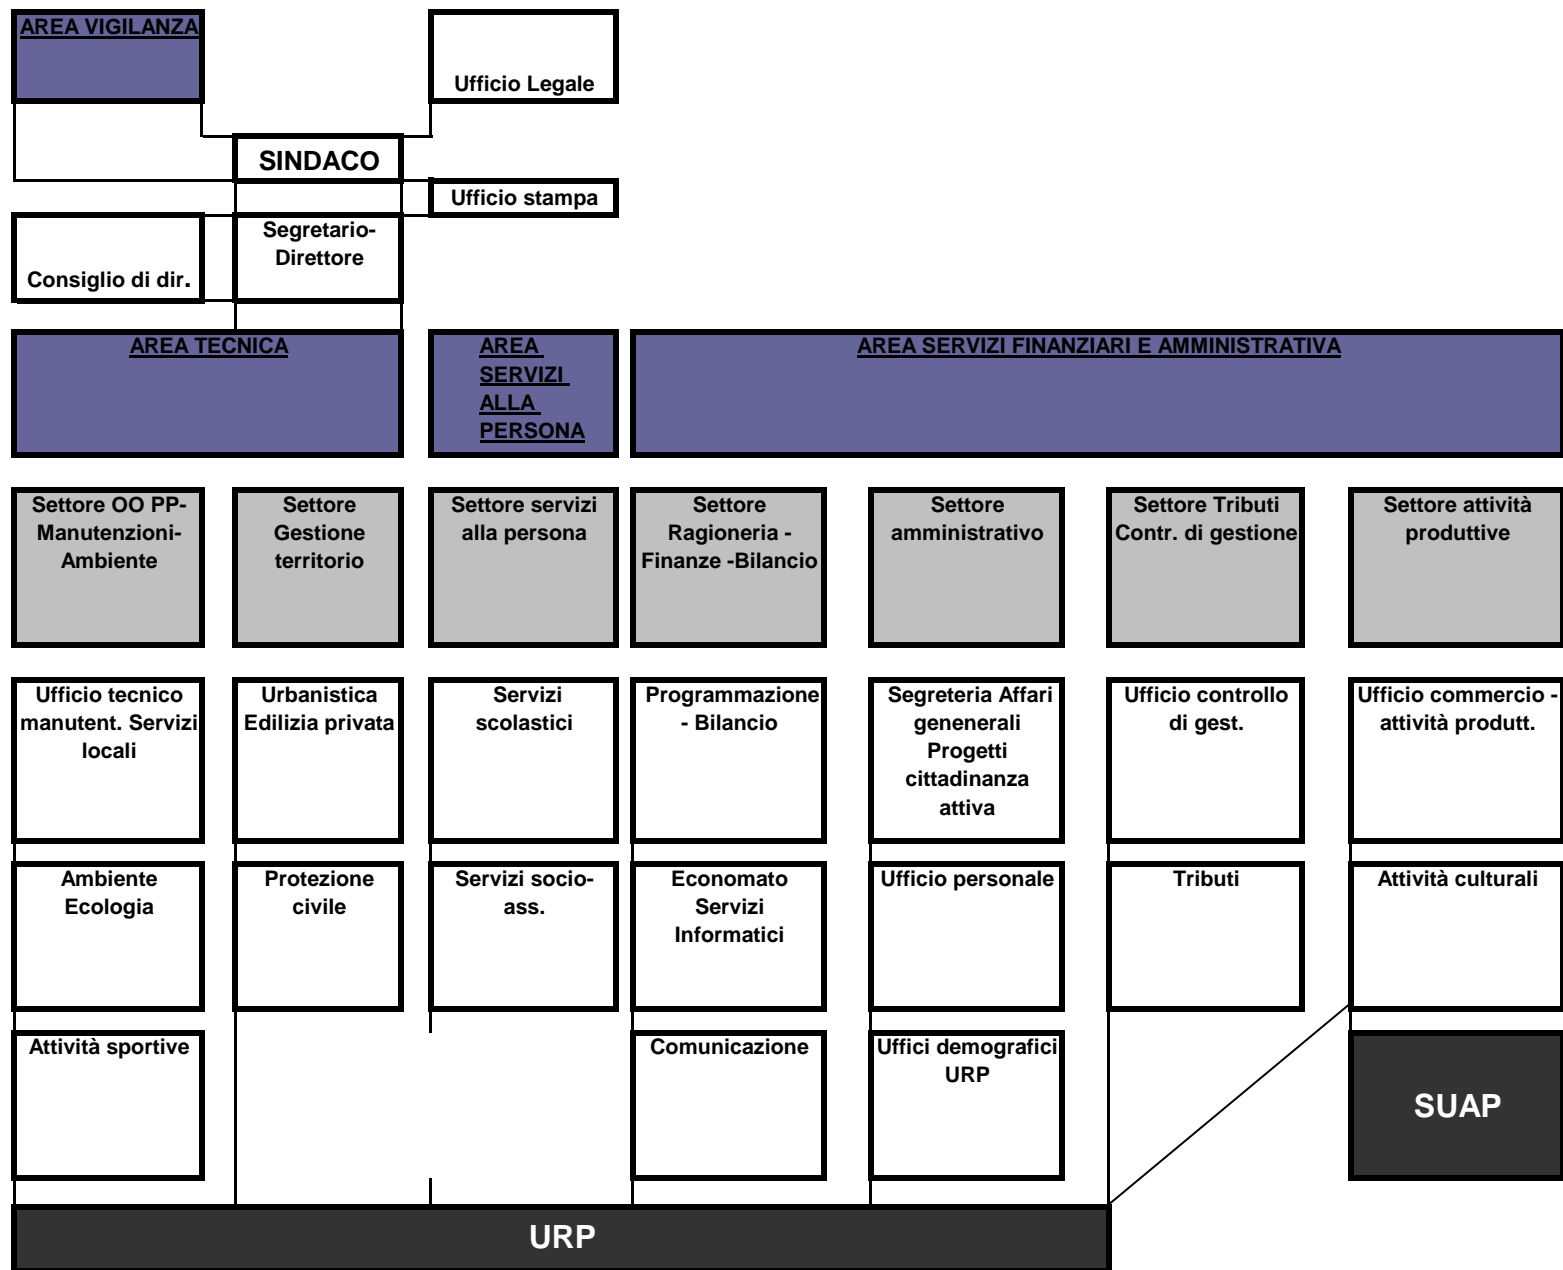 AREA VIGILANZA
Ufficio Legale
SINDACO
Ufficio stampa
Segretario-
Direttore
Consiglio di dir.
AREA TECNICA
AREA
SERVIZI
ALLA
PERSONA
AREA SERVIZI FINANZIARI E AMMINISTRATIVA
Settore OO PP-
Manutenzioni-
Ambiente
Settore
Gestione
territorio
Settore servizi
alla persona
Settore
Ragioneria -
Finanze -Bilancio
Settore
amministrativo
Settore Tributi
Contr. di gestione
Settore attività
produttive
Ufficio tecnico
manutent. Servizi
locali
Urbanistica
Edilizia privata
Servizi
scolastici
Programmazione
- Bilancio
Segreteria Affari
genenerali
Progetti
cittadinanza
attiva
Ufficio controllo
di gest.
Ufficio commercio -
attività produtt.
Ambiente
Ecologia
Protezione
civile
Servizi socio-
ass.
Economato
Servizi
Informatici
Ufficio personale
Tributi
Attività culturali
Attività sportive
Comunicazione
Uffici demografici
URP
SUAP
URP